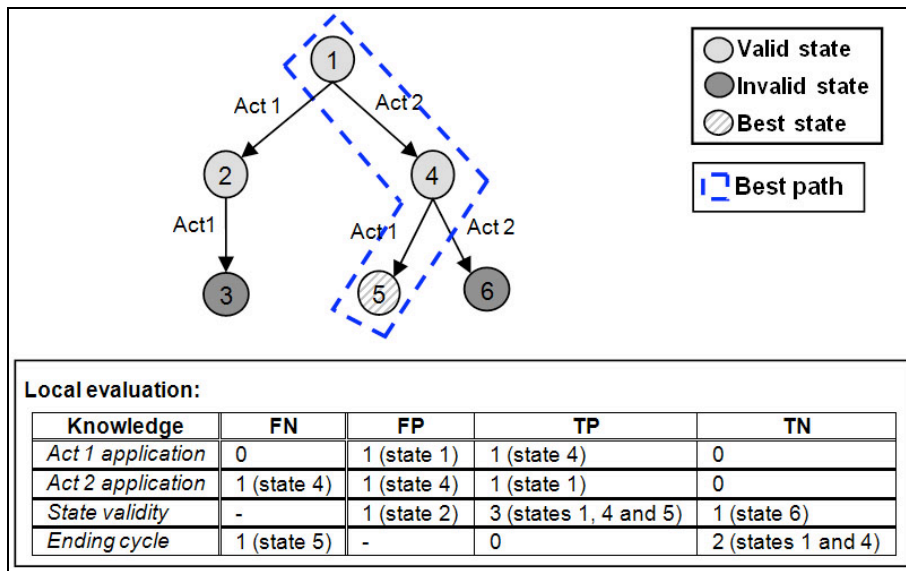 1
Act 1
Act 2
2
4
Act1
Act 1
Act 2
3
5
6
Valid state
Invalid state
Best state
Best path
Local evaluation:
Knowledge FN FP TP TN
Act 1 application 0 1 (state 1) 1 (state 4) 0
Act 2 application 1 (state 4) 1 (state 4) 1 (state 1) 0
State validity - 1 (state 2) 3 (states 1, 4 and 5) 1 (state 6)
Ending cycle 1 (state 5) - 0 2 (states 1 and 4)